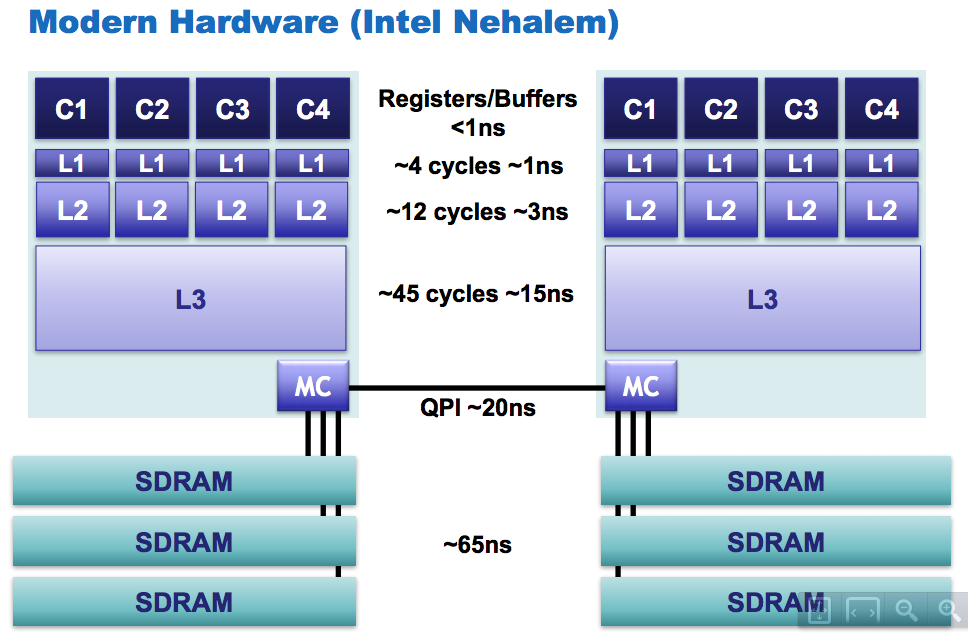 Modern Hardware (Intel Nehalem)
C1 C2 C3 C4 Registers/Buffers C1 C2 C3 C4
<1ns
L1 L1 L1 L1 ~4 cycles ~1ns L1 L1 L1 L1
L2 L2 L2 L2 ~12 cycles ~3ns L2 L2 L2 L2
L3 ~45 cycles ~15ns L3
MC MC
QPI ~20ns
SDRAM SDRAM
SDRAM ~65ns SDRAM
SDRAM SDRAM